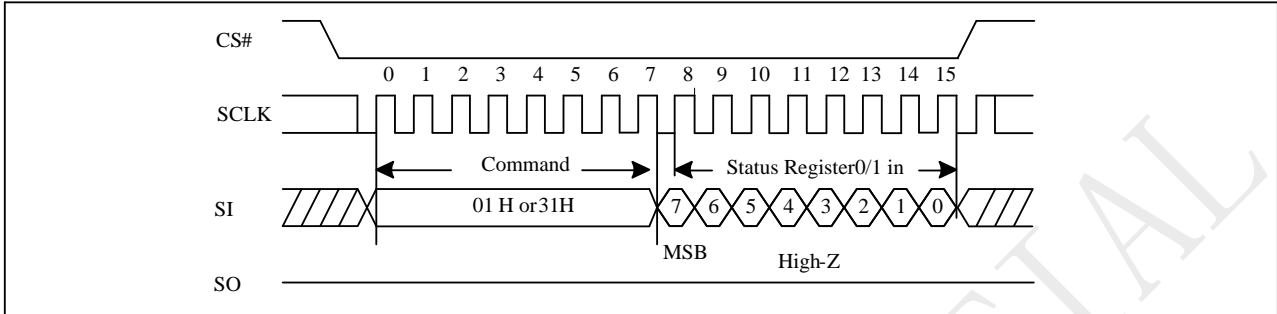 CS#
0 1 2 3 4 5 6 7 8 9 10 11 12 13 14 15
SCLK
Command Status Register0/1 in
SI 01 H or31H 7 6 5 4 3 2 1 0
MSB High-Z
SO